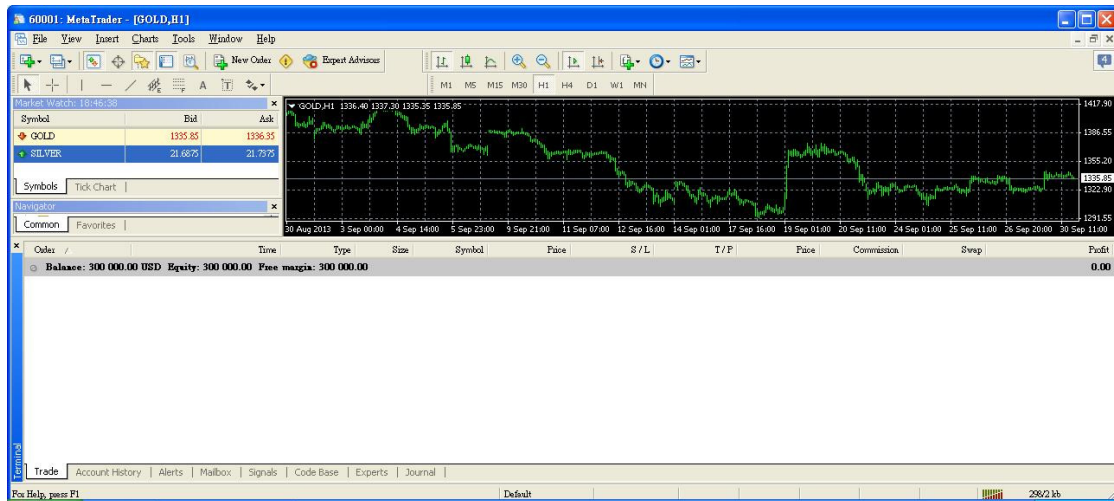 60001: MetaTrader - [GOLD,H1]
File View Insert Charts Tools Window Help
New Order Expert Advisors 4
A T M1 M5 M15 M30 H1 H4 D1 W1 MN
Market Watch: 18:46:38
Symbol Bid Ask
GOLD 1335.85 1336.35
SILVER 21.6875 21.7375
Symbols Tick Chart
Navigator
Common Favorites
GOLD,H1 1336.40 1337.30 1335.35 1335.85
1417.90
1386.55
1355.20
1335.85
1322.90
1291.55
30 Aug 2013 3 Sep 00:00 4 Sep 14:00 5 Sep 23:00 9 Sep 21:00 11 Sep 07:00 12 Sep 16:00 14 Sep 01:00 17 Sep 16:00 19 Sep 01:00 20 Sep 11:00 24 Sep 01:00 25 Sep 11:00 26 Sep 20:00 30 Sep 11:00
Order / Time Type Size Symbol Price S / L T / P Price Commission Swap Profit
Balance: 300 000.00 USD Equity: 300 000.00 Free margin: 300 000.00 0.00
Terminal
Trade Account History Alerts Mailbox Signals Code Base Experts Journal
For Help, press F1 Default 298/2 kb